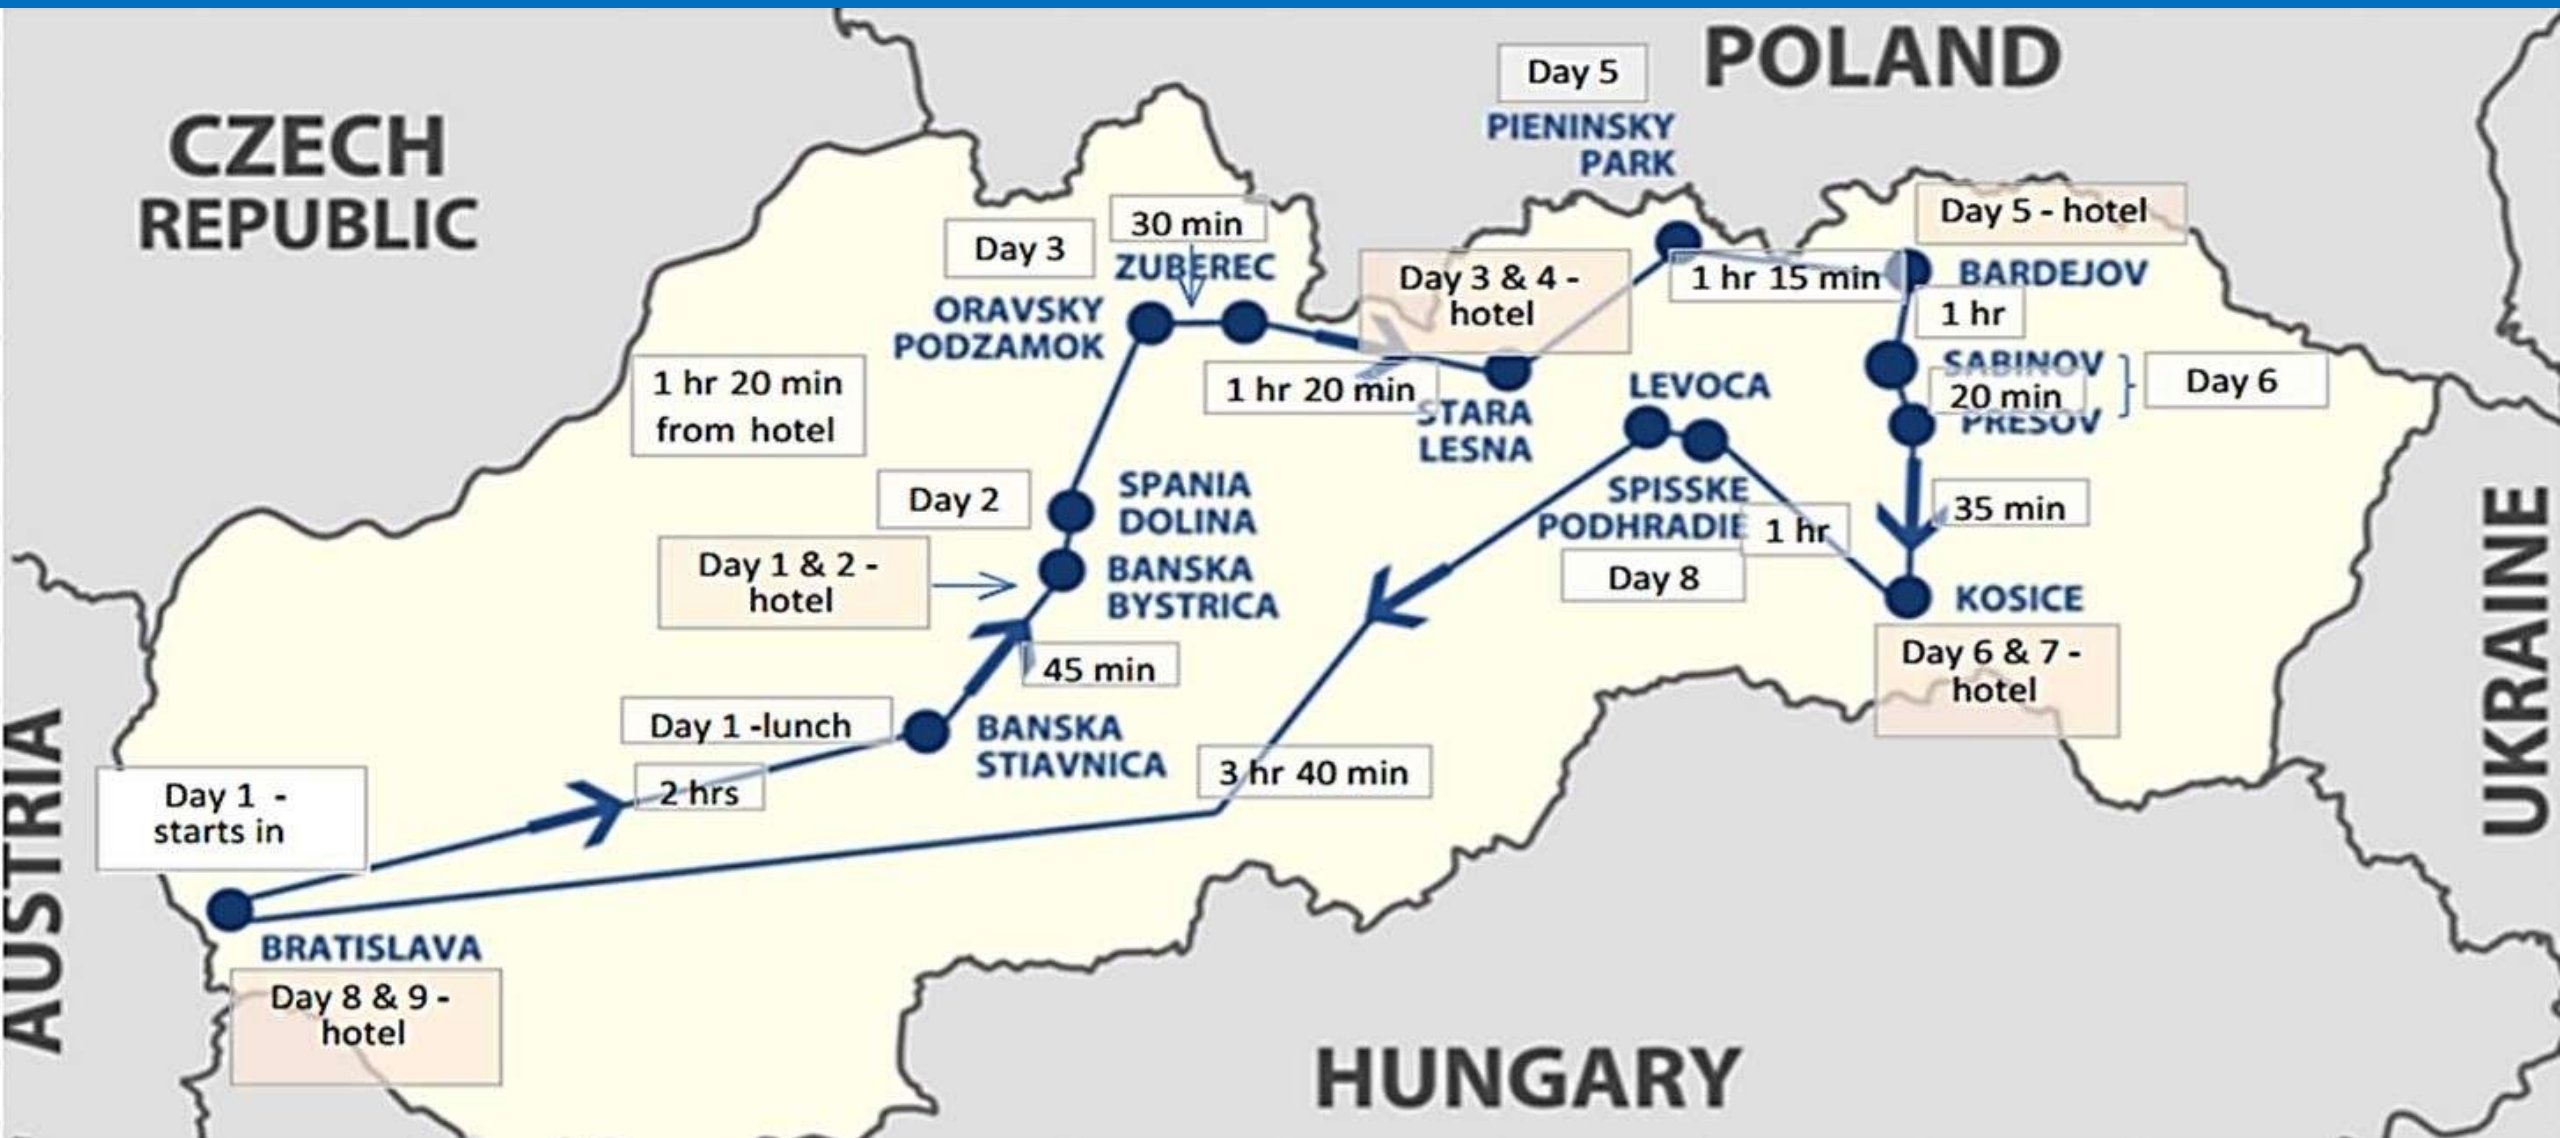 POLAND
Day 5
PIENINSKY
PARK
CZECH
REPUBLIC
Day 5 - hotel
30 min
Day 3
ZUBEREC
ORAVSKY
PODZAMOK
Day 3 & 4 -
hotel
1 hr 15 min
BARDEJOV
1 hr
SABINOV
20 min
PRESOV
Day 6
1 hr 20 min
from hotel
1 hr 20 min
STARA
LESNA
LEVOCA
SPISSKE
PODHRADIE
1 hr
Day 8
35 min
KOSICE
Day 6 & 7 -
hotel
Day 2
SPANIA
DOLINA
Day 1 & 2 -
hotel
BANSKA
BYSTRICA
45 min
Day 1 -lunch
BANSKA
STIAVNICA
2 hrs
3 hr 40 min
Day 1 -
starts in
BRATISLAVA
Day 8 & 9 -
hotel
AUSTRIA
UKRAINE
HUNGARY